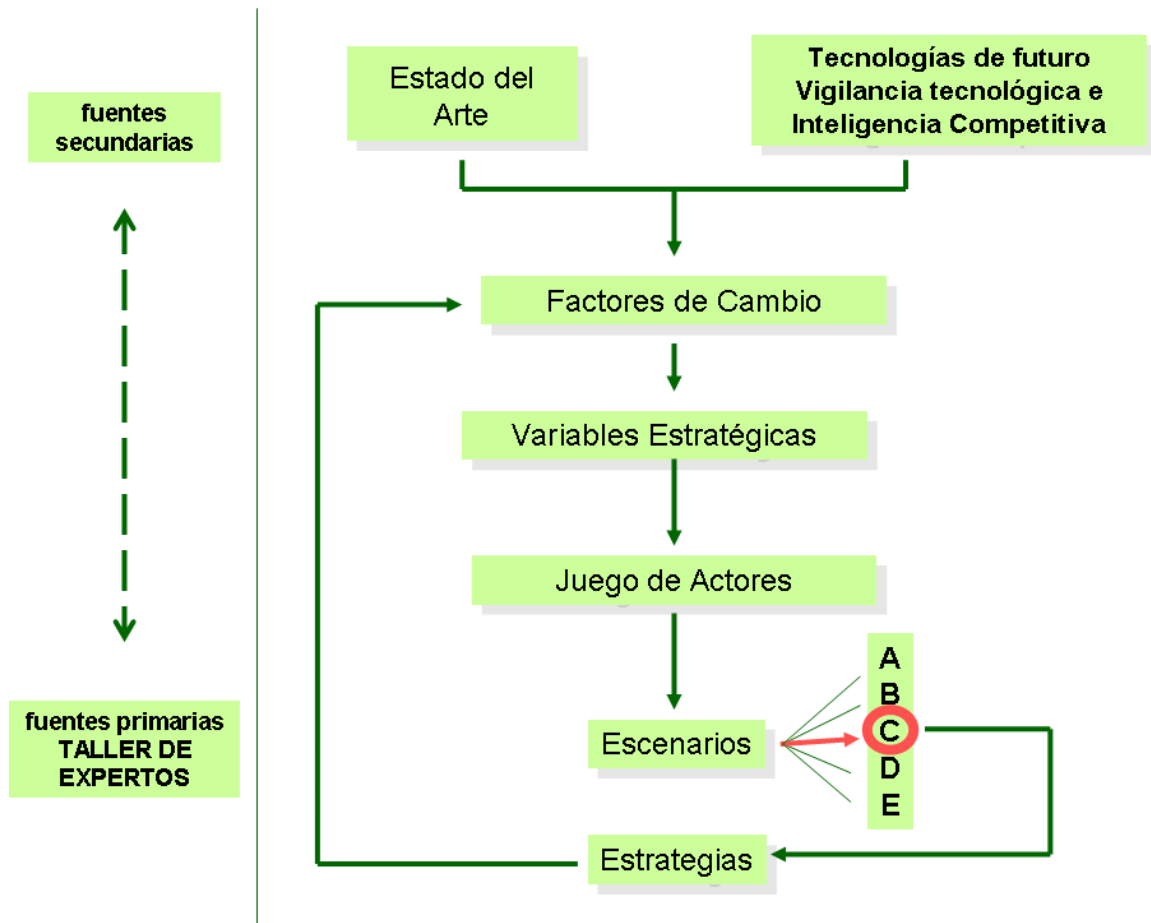 fuentes
secundarias
fuentes primarias
TALLER DE
EXPERTOS
Estado del
Arte
Tecnologías de futuro
Vigilancia tecnológica e
Inteligencia Competitiva
Factores de Cambio
Variables Estratégicas
Juego de Actores
Escenarios
A
B
C
D
E
Estrategias